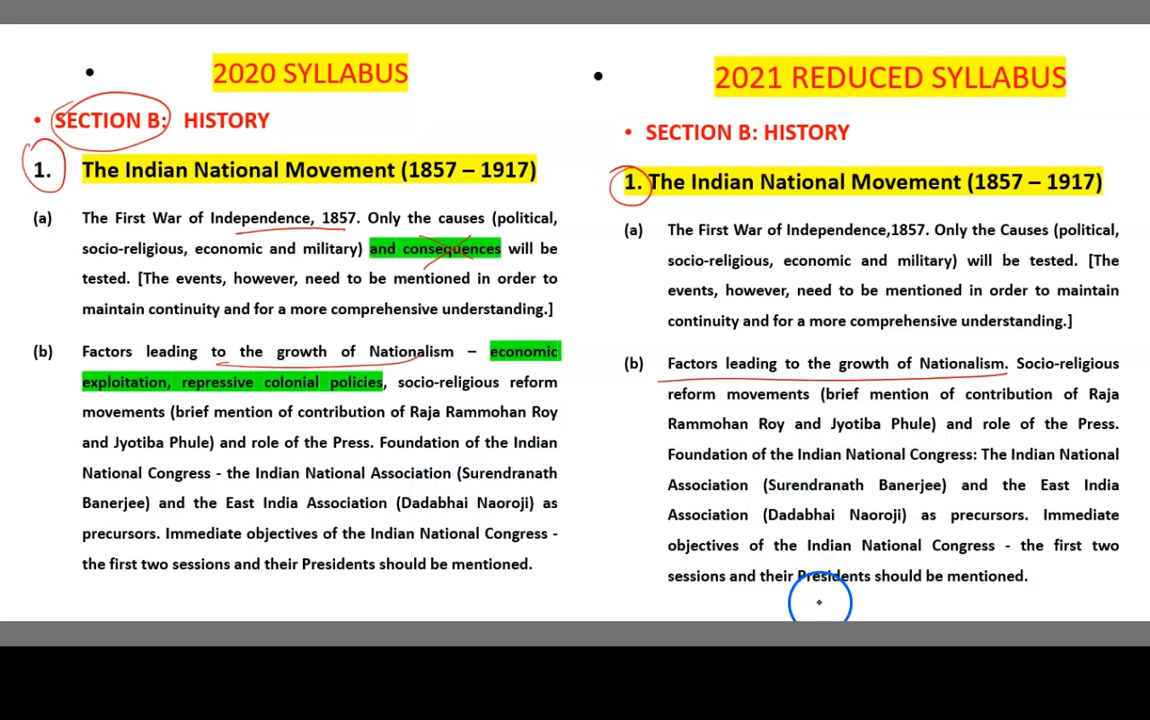 2020 SYLLABUS
SECTION B: HISTORY
1. The Indian National Movement (1857 – 1917)
(a) The First War of Independence, 1857. Only the causes (political,
socio-religious, economic and military) and consequences will be
tested. [The events, however, need to be mentioned in order to
maintain continuity and for a more comprehensive understanding.]
(b) Factors leading to the growth of Nationalism – economic
exploitation, repressive colonial policies, socio-religious reform
movements (brief mention of contribution of Raja Rammohan Roy
and Jyotiba Phule) and role of the Press. Foundation of the Indian
National Congress - the Indian National Association (Surendranath
Banerjee) and the East India Association (Dadabhai Naoroji) as
precursors. Immediate objectives of the Indian National Congress -
the first two sessions and their Presidents should be mentioned.
2021 REDUCED SYLLABUS
SECTION B: HISTORY
1. The Indian National Movement (1857 – 1917)
(a) The First War of Independence,1857. Only the Causes (political,
socio-religious, economic and military) will be tested. [The
events, however, need to be mentioned in order to maintain
continuity and for a more comprehensive understanding.]
(b) Factors leading to the growth of Nationalism. Socio-religious
reform movements (brief mention of contribution of Raja
Rammohan Roy and Jyotiba Phule) and role of the Press.
Foundation of the Indian National Congress: The Indian National
Association (Surendranath Banerjee) and the East India
Association (Dadabhai Naoroji) as precursors. Immediate
objectives of the Indian National Congress - the first two
sessions and their Presidents should be mentioned.